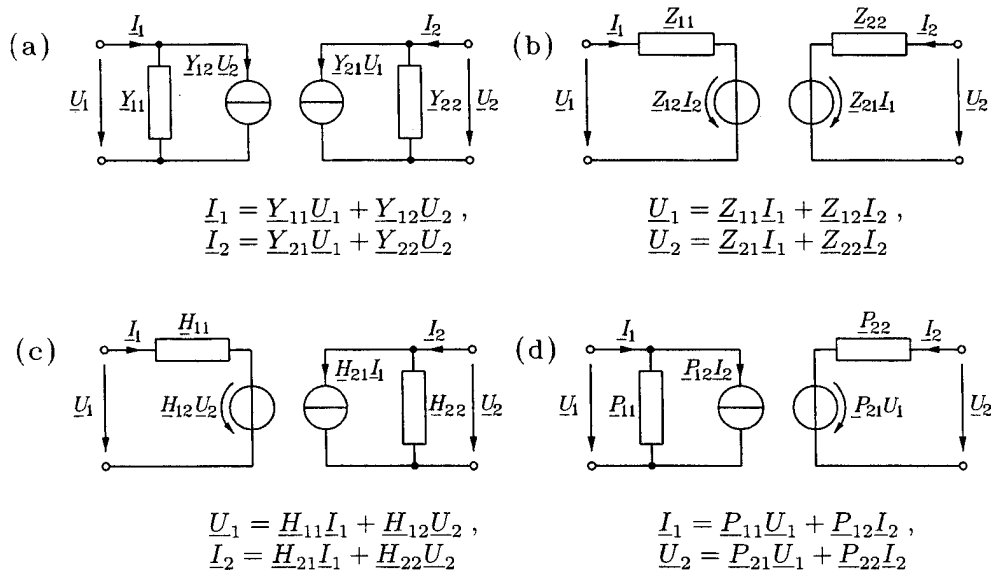 (a) I₁ Y₁₂U₂ Y₂₁U₁ I₂ (b) I₁ Z₁₁ Z₂₂ I₂
U₁ Y₁₁ Y₂₂ U₂ U₁ Z₁₂I₂ Z₂₁I₁ U₂
I₁ = Y₁₁U₁ + Y₁₂U₂ , U₁ = Z₁₁I₁ + Z₁₂I₂ ,
I₂ = Y₂₁U₁ + Y₂₂U₂ U₂ = Z₂₁I₁ + Z₂₂I₂
(c) I₁ H₁₁ H₂₁I₁ I₂ (d) I₁ P₁₂I₂ P₂₂ I₂
U₁ H₁₂U₂ H₂₂ U₂ U₁ P₁₁ P₂₁U₁ U₂
U₁ = H₁₁I₁ + H₁₂U₂ , I₁ = P₁₁U₁ + P₁₂I₂ ,
I₂ = H₂₁I₁ + H₂₂U₂ U₂ = P₂₁U₁ + P₂₂I₂